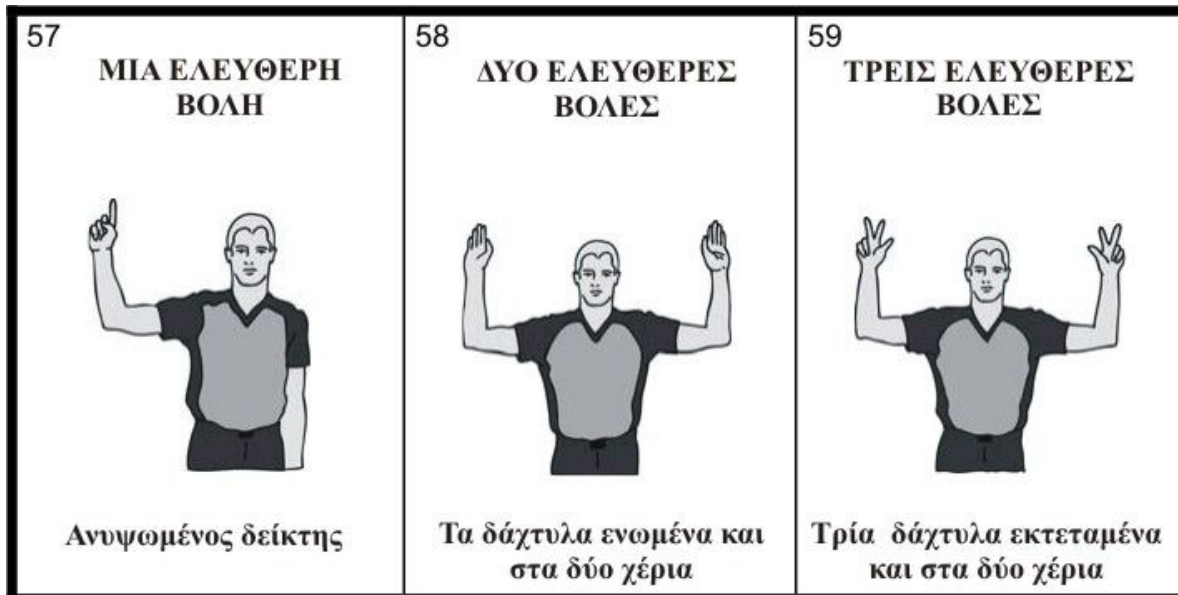 57
ΜΙΑ ΕΛΕΥΘΕΡΗ
ΒΟΛΗ
Ανυψωμένος δείκτης
58
ΔΥΟ ΕΛΕΥΘΕΡΕΣ
ΒΟΛΕΣ
Τα δάχτυλα ενωμένα και
στα δύο χέρια
59
ΤΡΕΙΣ ΕΛΕΥΘΕΡΕΣ
ΒΟΛΕΣ
Τρία δάχτυλα εκτεταμένα
και στα δύο χέρια